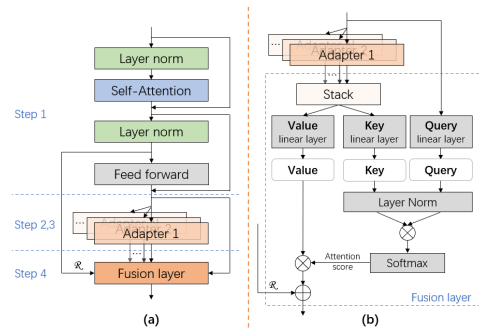 Layer norm
Self-Attention
Step 1
Layer norm
Feed forward
Step 2,3
...
Adapter 1
...
Step 4
ℛ
Fusion layer
(a)
...
Adapter 1
...
Stack
Value
linear layer
Key
linear layer
Query
linear layer
Value
Key
Query
Layer Norm
Attention
score
Softmax
ℛ
Fusion layer
(b)